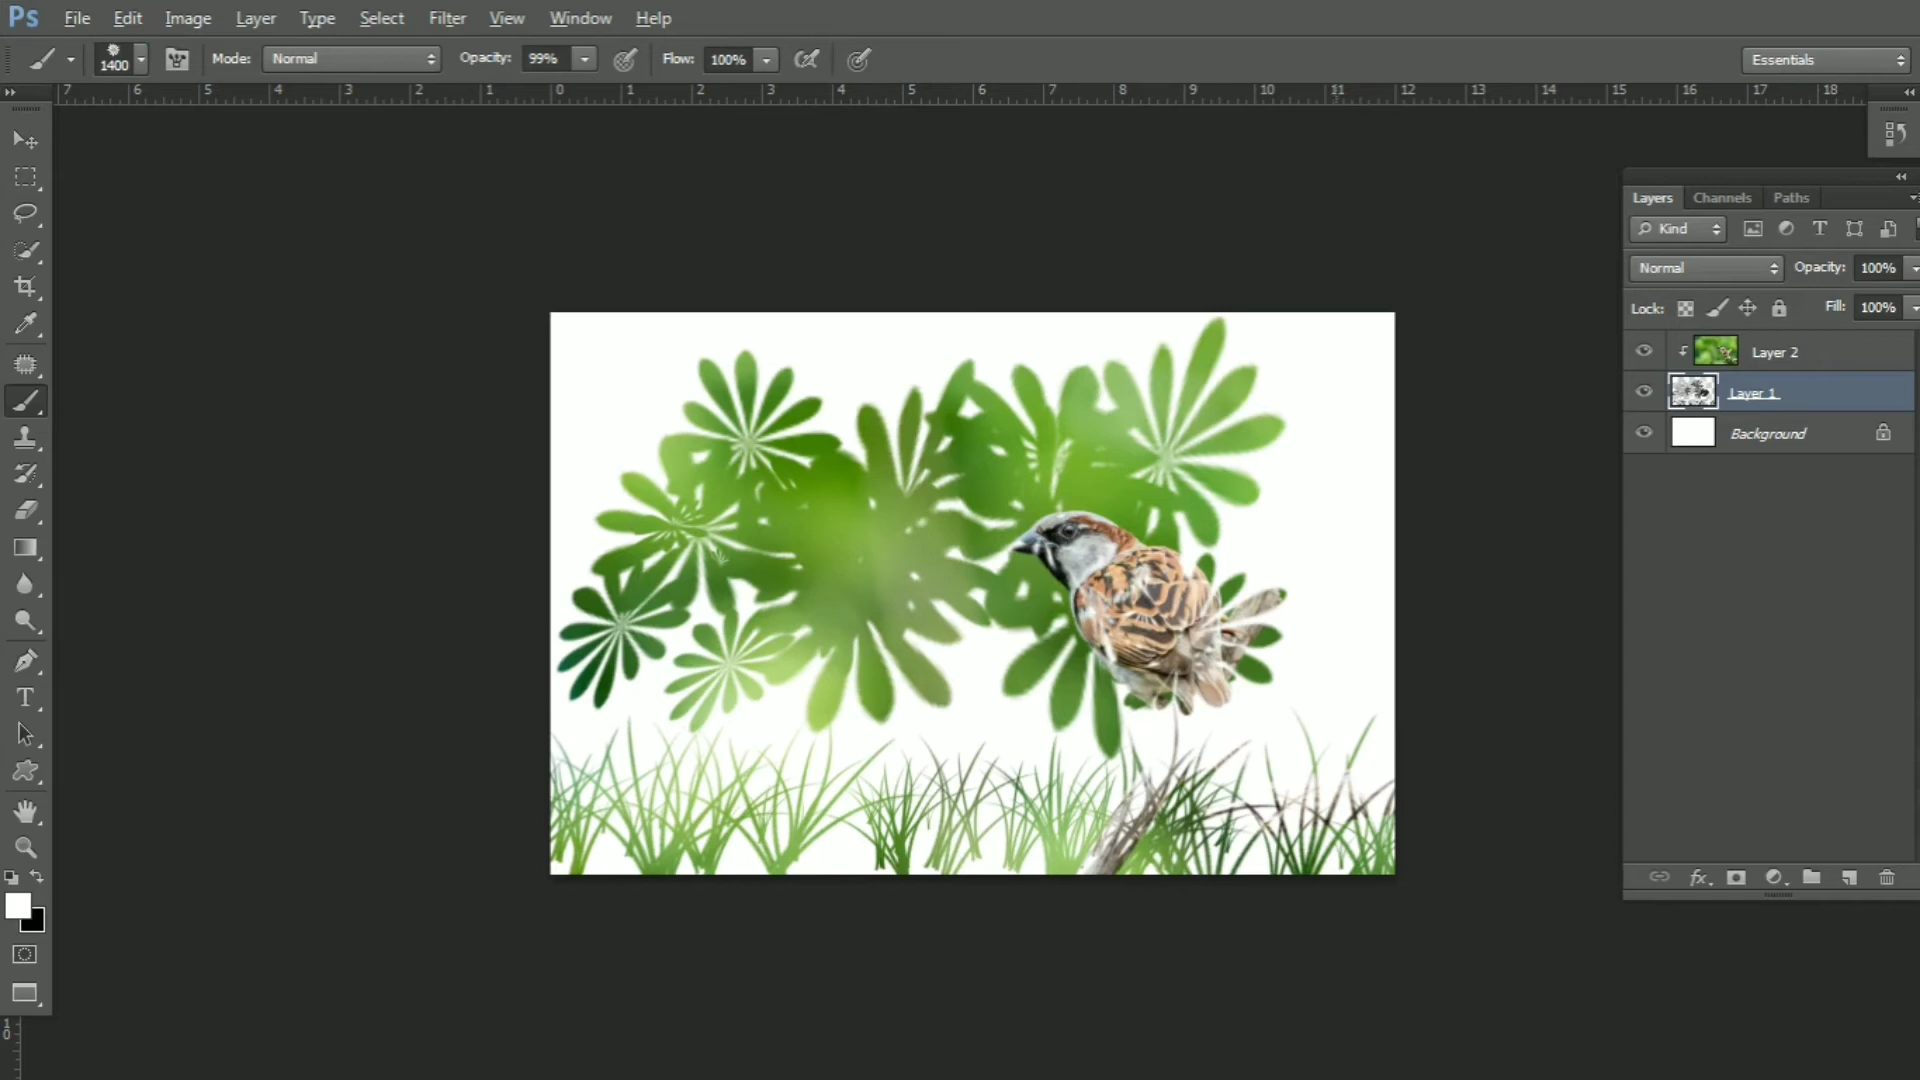 Ps File Edit Image Layer Type Select Filter View Window Help
1400 Mode: Normal Opacity: 99% Flow: 100% Essentials
7 6 5 4 3 2 1 0 1 2 3 4 5 6 7 8 9 10 11 12 13 14 15 16 17 18
Layers Channels Paths
Kind T
Normal Opacity: 100%
Lock: Fill: 100%
Layer 2
Layer 1
Background
fx
T
1
0